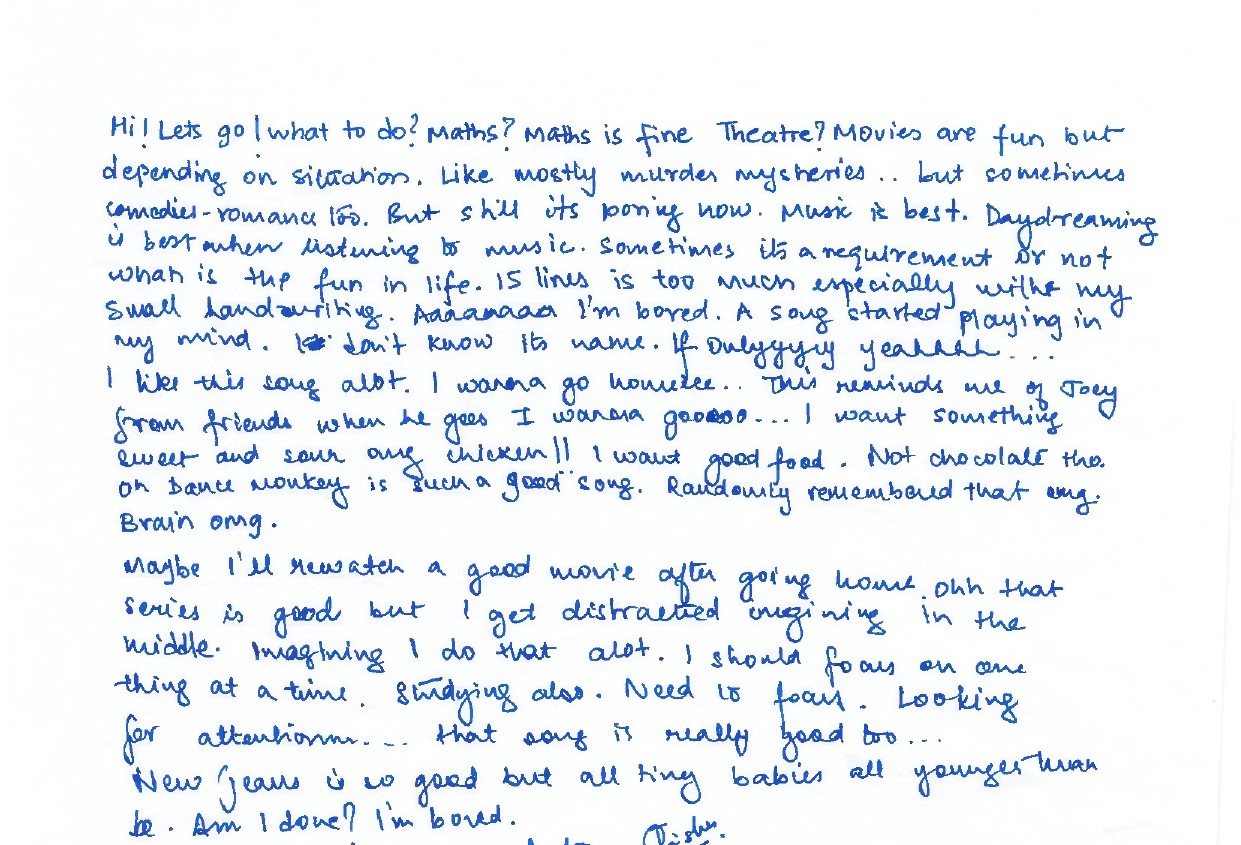 Hi! Lets go! what to do? Maths? Maths is fine Theatre? Movies are fun but
depending on situation. Like mostly murder mysteries.. but sometimes
comedies-romance too. But still its boring now. Music is best. Daydreaming
is best when listening to music. Sometimes its a requirement or not
what is the fun in life. 15 lines is too much especially with my
small handwriting. Aaaaaaaa I'm bored. A song started playing in
my mind. I don't know its name. If Onlyyyyy yeahhhh...
I like this song alot. I wanna go homeee.. This reminds me of Joey
from friends when he goes I wanna gooooo... I want something
sweet and sour omg chicken!! I want good food. Not chocolate tho.
Oh Dance Monkey is such a good song. Randomly remembered that omg.
Brain omg.
Maybe I'll rewatch a good movie after going home. Ohh that
series is good but I get distracted imagining in the
middle. Imagining I do that alot. I should focus on one
thing at a time. Studying also. Need to focus. Looking
for attentionnn.... that song is really good too...
New Jeans is so good but all tiny babies all younger than
be. Am I done? I'm bored.